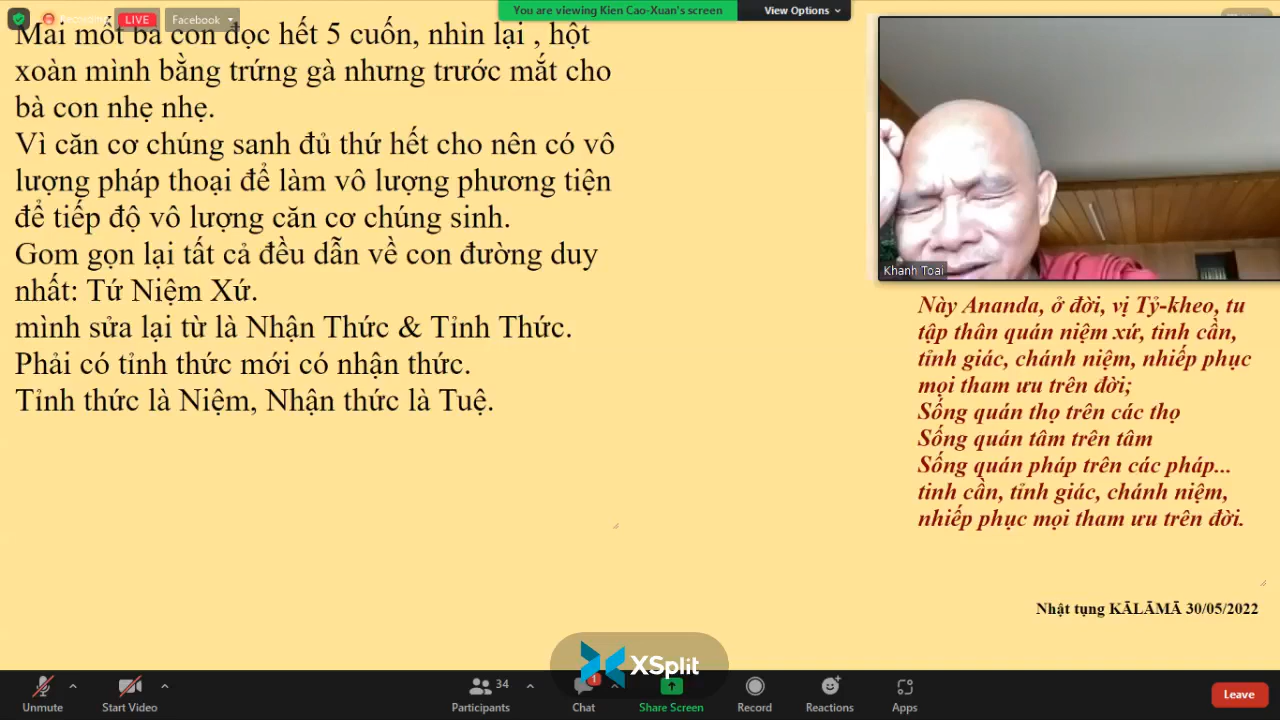 You are viewing Kien Cao-Xuan's screen
View Options
LIVE
Facebook
Mai mốt bà con đọc hết 5 cuốn, nhìn lại , hột
xoàn mình bằng trứng gà nhưng trước mắt cho
bà con nhẹ nhẹ.
Vì căn cơ chúng sanh đủ thứ hết cho nên có vô
lượng pháp thoại để làm vô lượng phương tiện
để tiếp độ vô lượng căn cơ chúng sinh.
Gom gọn lại tất cả đều dẫn về con đường duy
nhất: Tứ Niệm Xứ.
mình sửa lại từ là Nhận Thức & Tỉnh Thức.
Phải có tỉnh thức mới có nhận thức.
Tỉnh thức là Niệm, Nhận thức là Tuệ.
Khanh Toai
Này Ananda, ở đời, vị Tỷ-kheo, tu
tập thân quán niệm xứ, tinh cần,
tỉnh giác, chánh niệm, nhiếp phục
mọi tham ưu trên đời;
Sống quán thọ trên các thọ
Sống quán tâm trên tâm
Sống quán pháp trên các pháp...
tinh cần, tỉnh giác, chánh niệm,
nhiếp phục mọi tham ưu trên đời.
Nhật tụng KĀLĀMĀ 30/05/2022
XSplit
Unmute
Start Video
34
Participants
1
Chat
Share Screen
Record
Reactions
Apps
Leave